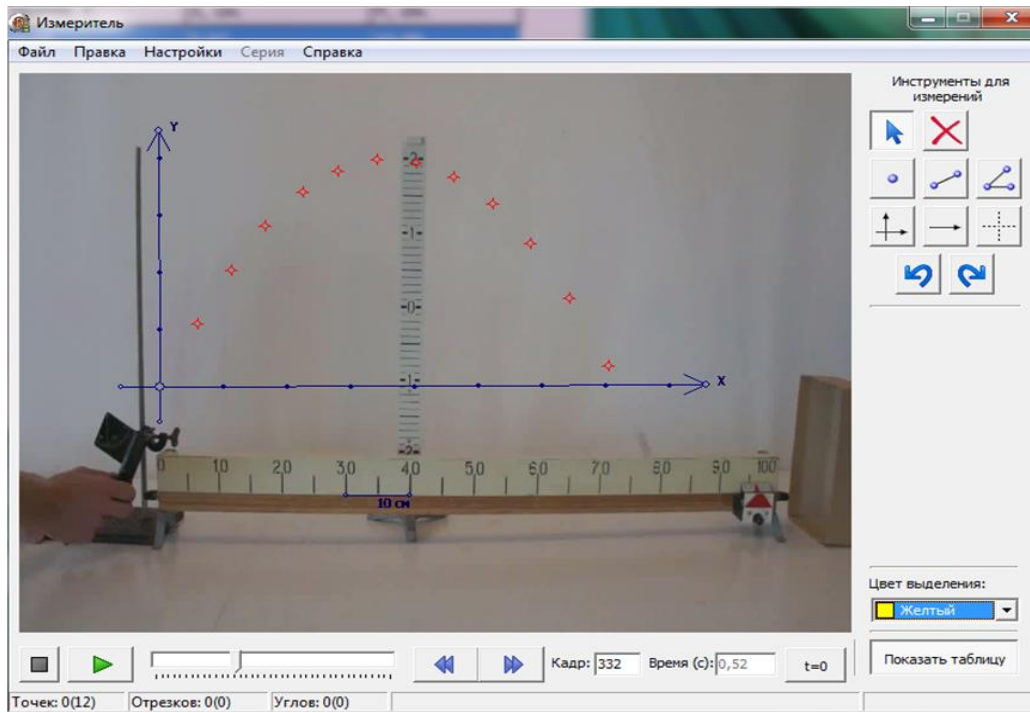 Измеритель
Файл Правка Настройки Серия Справка
Инструменты для
измерений
Y
2
1
0
1
2
X
0 10 20 30 40 50 60 70 80 90 100
10 см
Цвет выделения:
Желтый
Кадр: 332 Время (с): 0,52 t=0
Показать таблицу
Точек: 0(12) Отрезков: 0(0) Углов: 0(0)